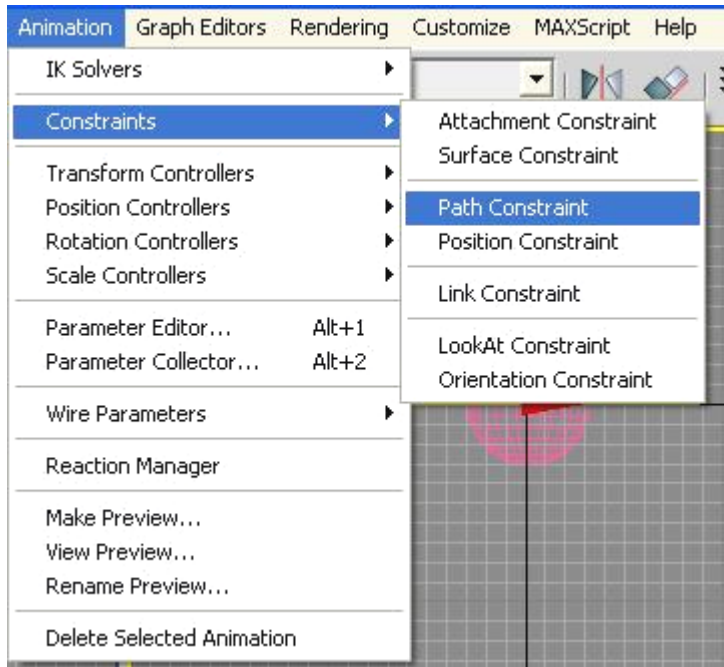 Animation Graph Editors Rendering Customize MAXScript Help
IK Solvers
Constraints
Transform Controllers
Position Controllers
Rotation Controllers
Scale Controllers
Parameter Editor... Alt+1
Parameter Collector... Alt+2
Wire Parameters
Reaction Manager
Make Preview...
View Preview...
Rename Preview...
Delete Selected Animation
Attachment Constraint
Surface Constraint
Path Constraint
Position Constraint
Link Constraint
LookAt Constraint
Orientation Constraint